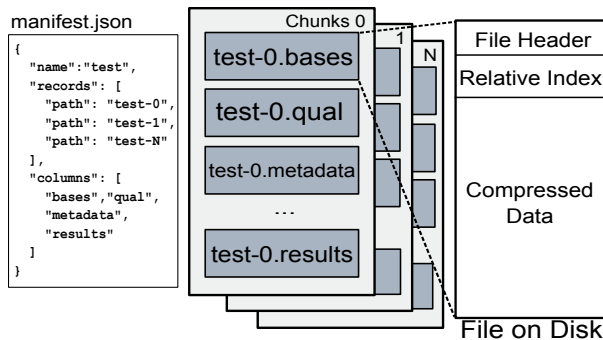 manifest.json
{
"name":"test",
"records": [
"path": "test-0",
"path": "test-1",
"path": "test-N"
],
"columns": [
"bases","qual",
"metadata",
"results"
]
}
Chunks 0
test-0.bases
test-0.qual
test-0.metadata
...
test-0.results
1
N
File Header
Relative Index
Compressed
Data
File on Disk